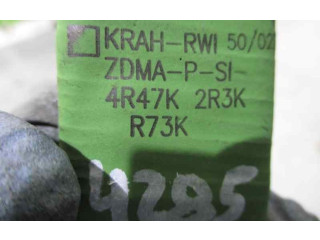 KRAH-RWI 50/02
ZDMA-P-SI-
4R47K 2R3K
R73K
4285